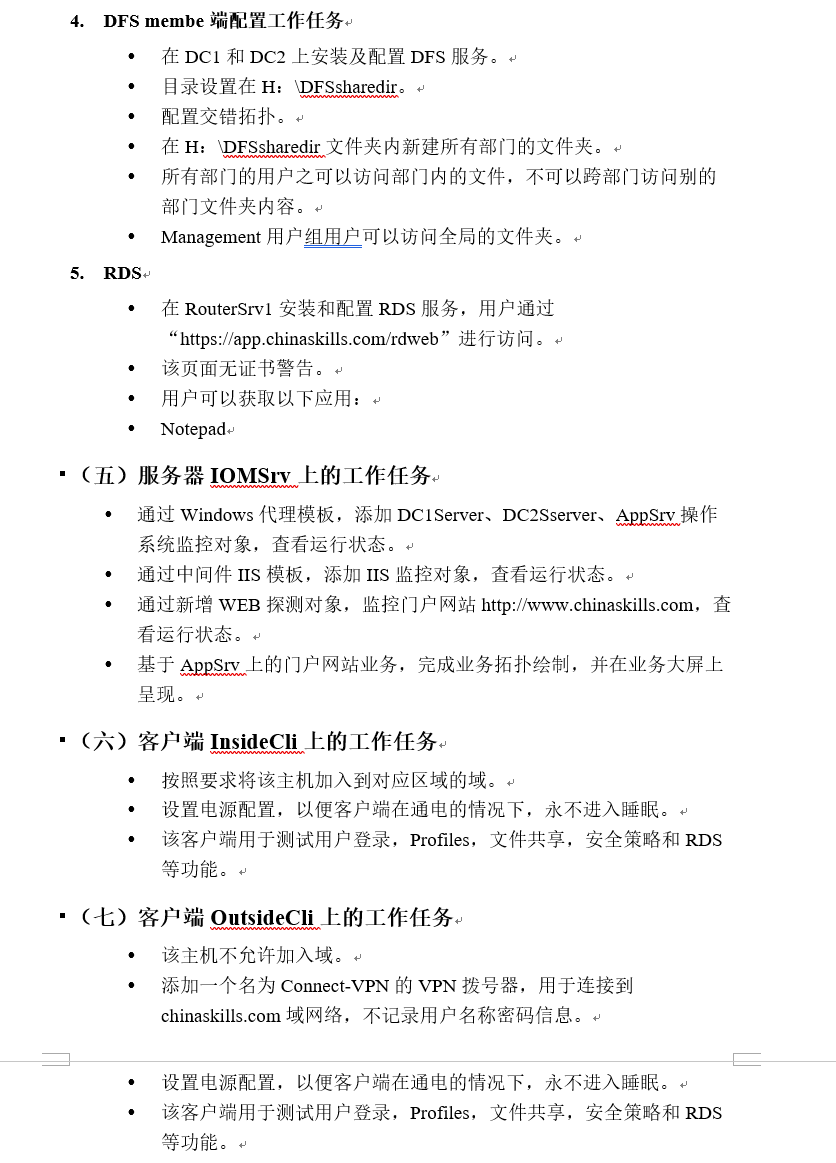 4. DFS membe 端配置工作任务
• 在 DC1 和 DC2 上安装及配置 DFS 服务。
• 目录设置在 H：\DFSsharedir。
• 配置交错拓扑。
• 在 H：\DFSsharedir 文件夹内新建所有部门的文件夹。
• 所有部门的用户之可以访问部门内的文件，不可以跨部门访问别的
部门文件夹内容。
• Management 用户组用户可以访问全局的文件夹。
5. RDS
• 在 RouterSrv1 安装和配置 RDS 服务，用户通过
“https://app.chinaskills.com/rdweb”进行访问。
• 该页面无证书警告。
• 用户可以获取以下应用：
• Notepad
（五）服务器 IOMSrv 上的工作任务
• 通过 Windows 代理模板，添加 DC1Server、DC2Sserver、AppSrv 操作
系统监控对象，查看运行状态。
• 通过中间件 IIS 模板，添加 IIS 监控对象，查看运行状态。
• 通过新增 WEB 探测对象，监控门户网站 http://www.chinaskills.com，查
看运行状态。
• 基于 AppSrv 上的门户网站业务，完成业务拓扑绘制，并在业务大屏上
呈现。
（六）客户端 InsideCli 上的工作任务
• 按照要求将该主机加入到对应区域的域。
• 设置电源配置，以便客户端在通电的情况下，永不进入睡眠。
• 该客户端用于测试用户登录，Profiles，文件共享，安全策略和 RDS
等功能。
（七）客户端 OutsideCli 上的工作任务
• 该主机不允许加入域。
• 添加一个名为 Connect-VPN 的 VPN 拨号器，用于连接到
chinaskills.com 域网络，不记录用户名称密码信息。
• 设置电源配置，以便客户端在通电的情况下，永不进入睡眠。
• 该客户端用于测试用户登录，Profiles，文件共享，安全策略和 RDS
等功能。